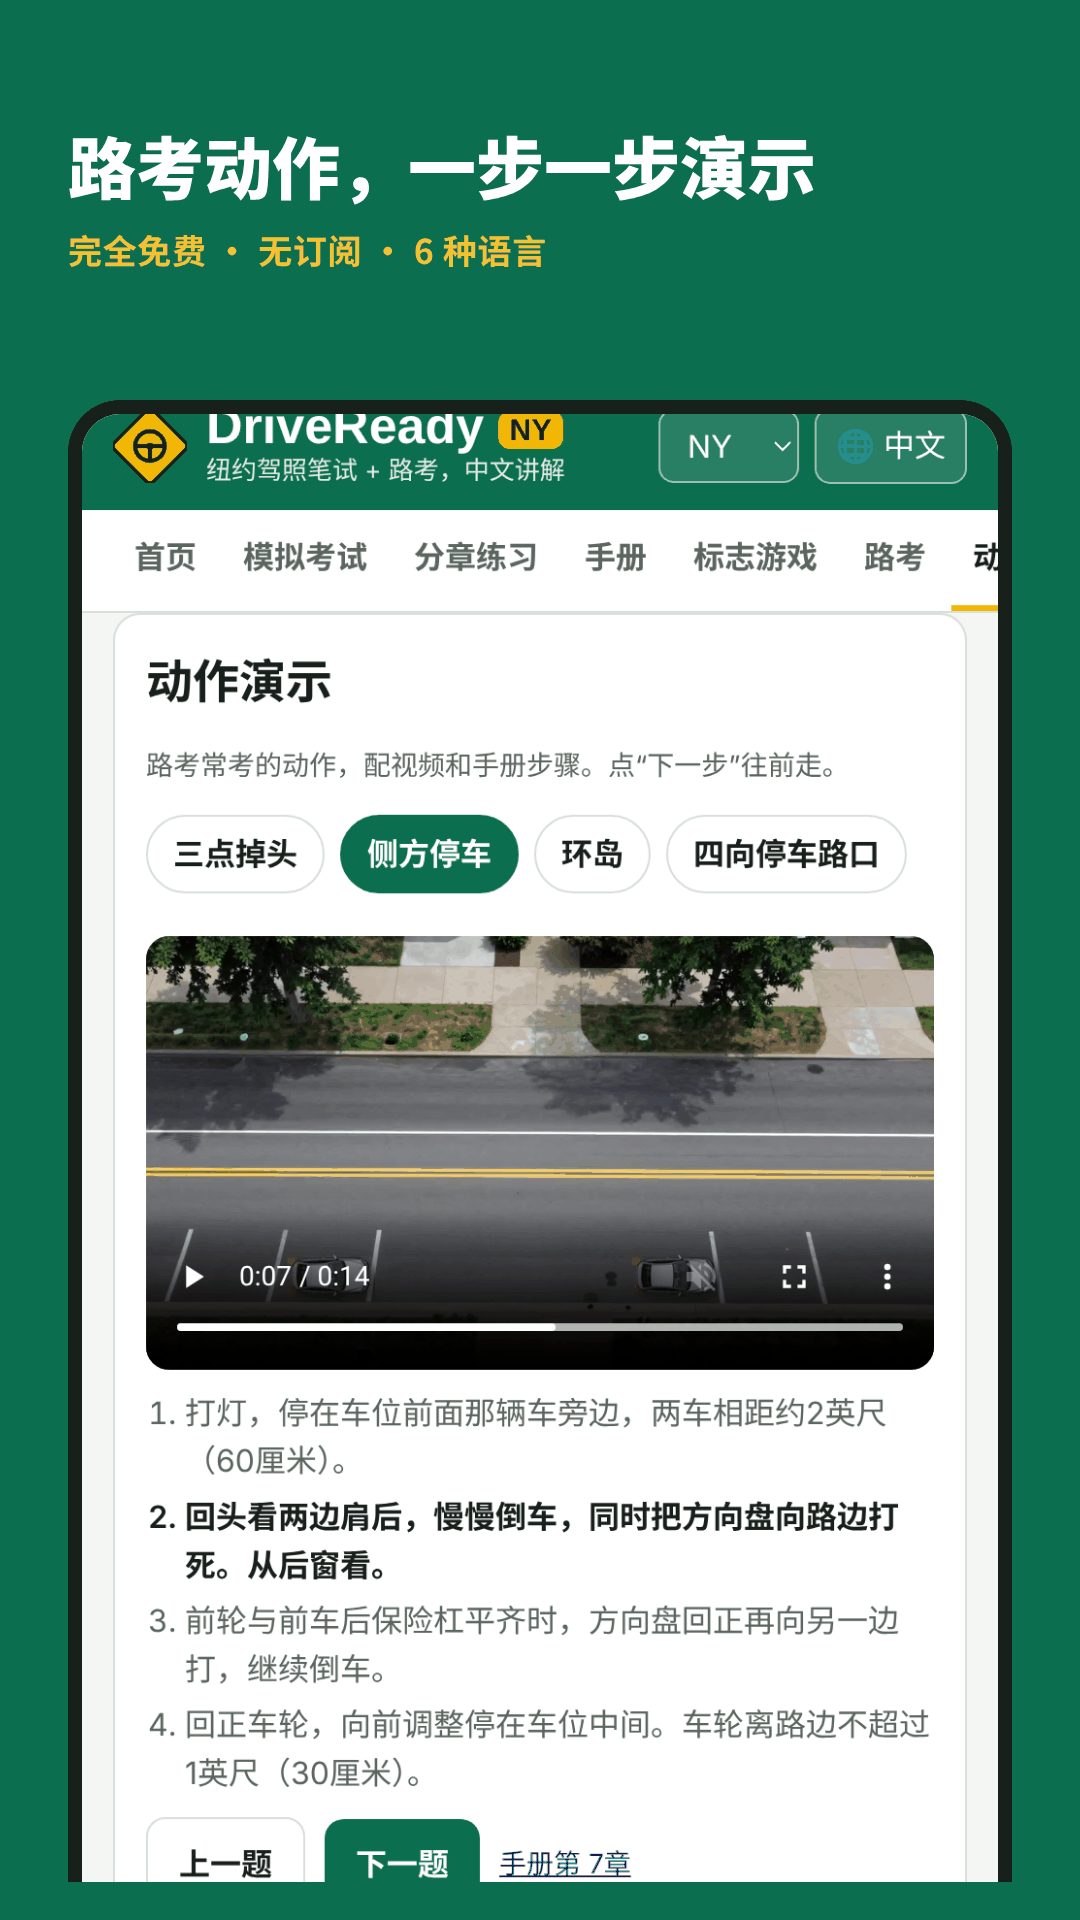 路考动作，一步一步演示
完全免费 · 无订阅 · 6 种语言
DriveReady NY
纽约驾照笔试 + 路考，中文讲解
NY
中文
首页 模拟考试 分章练习 手册 标志游戏 路考 动
动作演示
路考常考的动作，配视频和手册步骤。点“下一步”往前走。
三点掉头 侧方停车 环岛 四向停车路口
0:07 / 0:14
1. 打灯，停在车位前面那辆车旁边，两车相距约2英尺
（60厘米）。
2. 回头看两边肩后，慢慢倒车，同时把方向盘向路边打
死。从后窗看。
3. 前轮与前车后保险杠平齐时，方向盘回正再向另一边
打，继续倒车。
4. 回正车轮，向前调整停在车位中间。车轮离路边不超过
1英尺（30厘米）。
上一题 下一题 手册第 7章